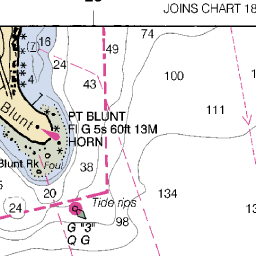 JOINS CHART 18
74
16
49
24
43
100
4
1
111
PT BLUNT
Fl G 5s 60ft 13M
HORN
Blunt
Blunt Rk
Foul
38
20
Tide rips
134
13
24
98
G "3"
Q G